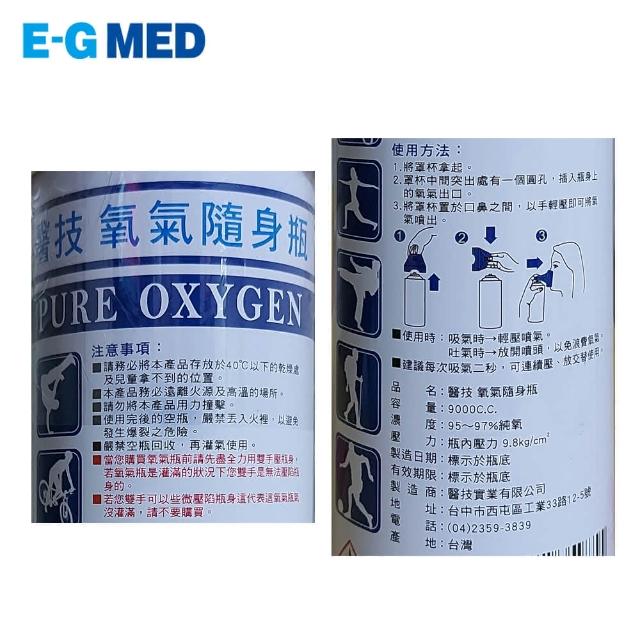 E-G MED
醫技 氧氣隨身瓶
PURE OXYGEN
注意事項：
■請務必將本產品存放於40℃以下的乾燥處
及兒童拿不到的位置。
■本產品務必遠離火源及高溫的場所。
■請勿將本產品用力撞擊。
■使用完後的空瓶，嚴禁丟入火裡，以避免
發生爆裂之危險。
■嚴禁空瓶回收，再灌氣使用。
■當您購買氧氣瓶前請先盡全力用雙手壓瓶身，
若氧氣瓶是灌滿的狀況下您雙手是無法壓陷瓶
身的。
■若您雙手可以些微壓陷瓶身這代表這氧氣瓶氣
沒灌滿，請不要購買。
使用方法：
1.將罩杯拿起。
2.罩杯中間突出處有一個圓孔，插入瓶身上
的氧氣出口。
3.將罩杯置於口鼻之間，以手輕壓即可將氧
氣噴出。
1 2 3
■使用時：吸氣時→輕壓噴氣。
吐氣時→放開噴頭，以免浪費氧氣。
■建議每次吸氣二秒，可連續壓、放交替使用。
品名：醫技 氧氣隨身瓶
容量：9000C.C.
濃度：95～97%純氧
壓力：瓶內壓力 9.8kg/cm²
製造日期：標示於瓶底
有效期限：標示於瓶底
製造商：醫技實業有限公司
地址：台中市西屯區工業33路12-5號
電話：(04)2359-3839
產地：台灣